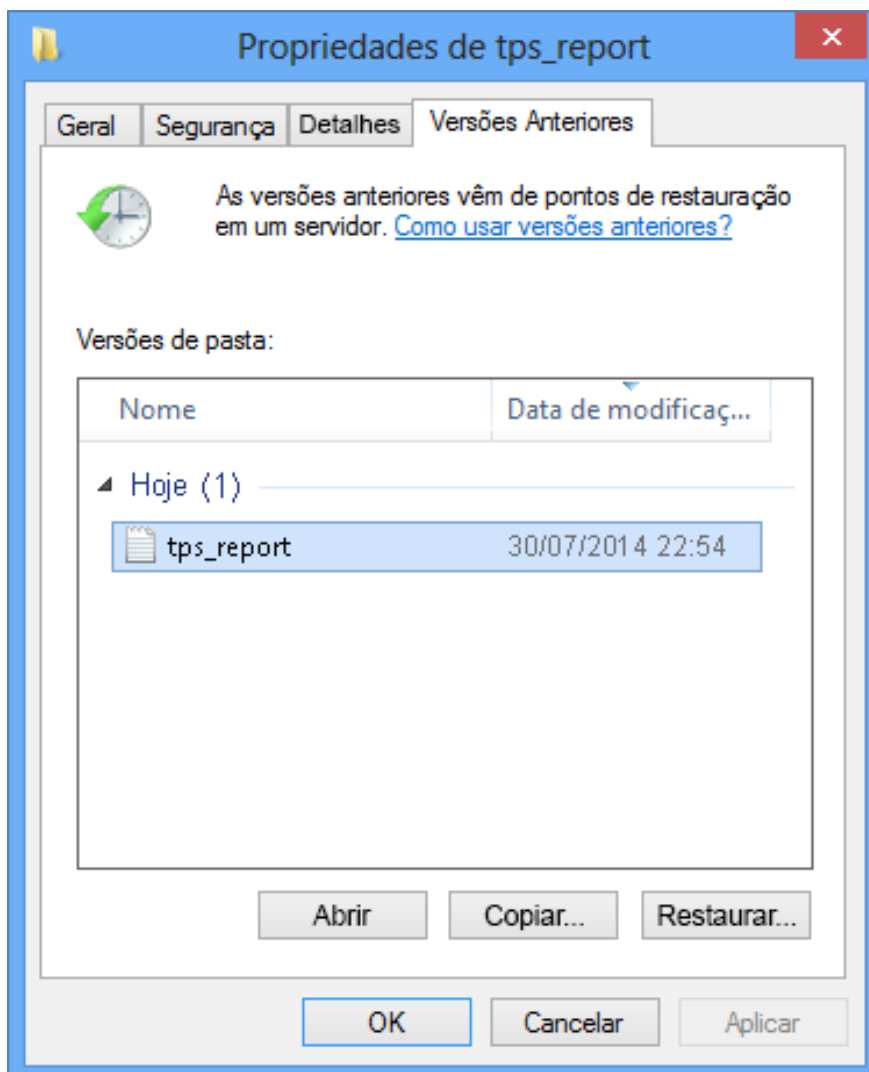 Propriedades de tps_report
Geral
Segurança
Detalhes
Versões Anteriores
As versões anteriores vêm de pontos de restauração
em um servidor. Como usar versões anteriores?
Versões de pasta:
Nome
Data de modificaç...
Hoje (1)
tps_report
30/07/2014 22:54
Abrir
Copiar...
Restaurar...
OK
Cancelar
Aplicar